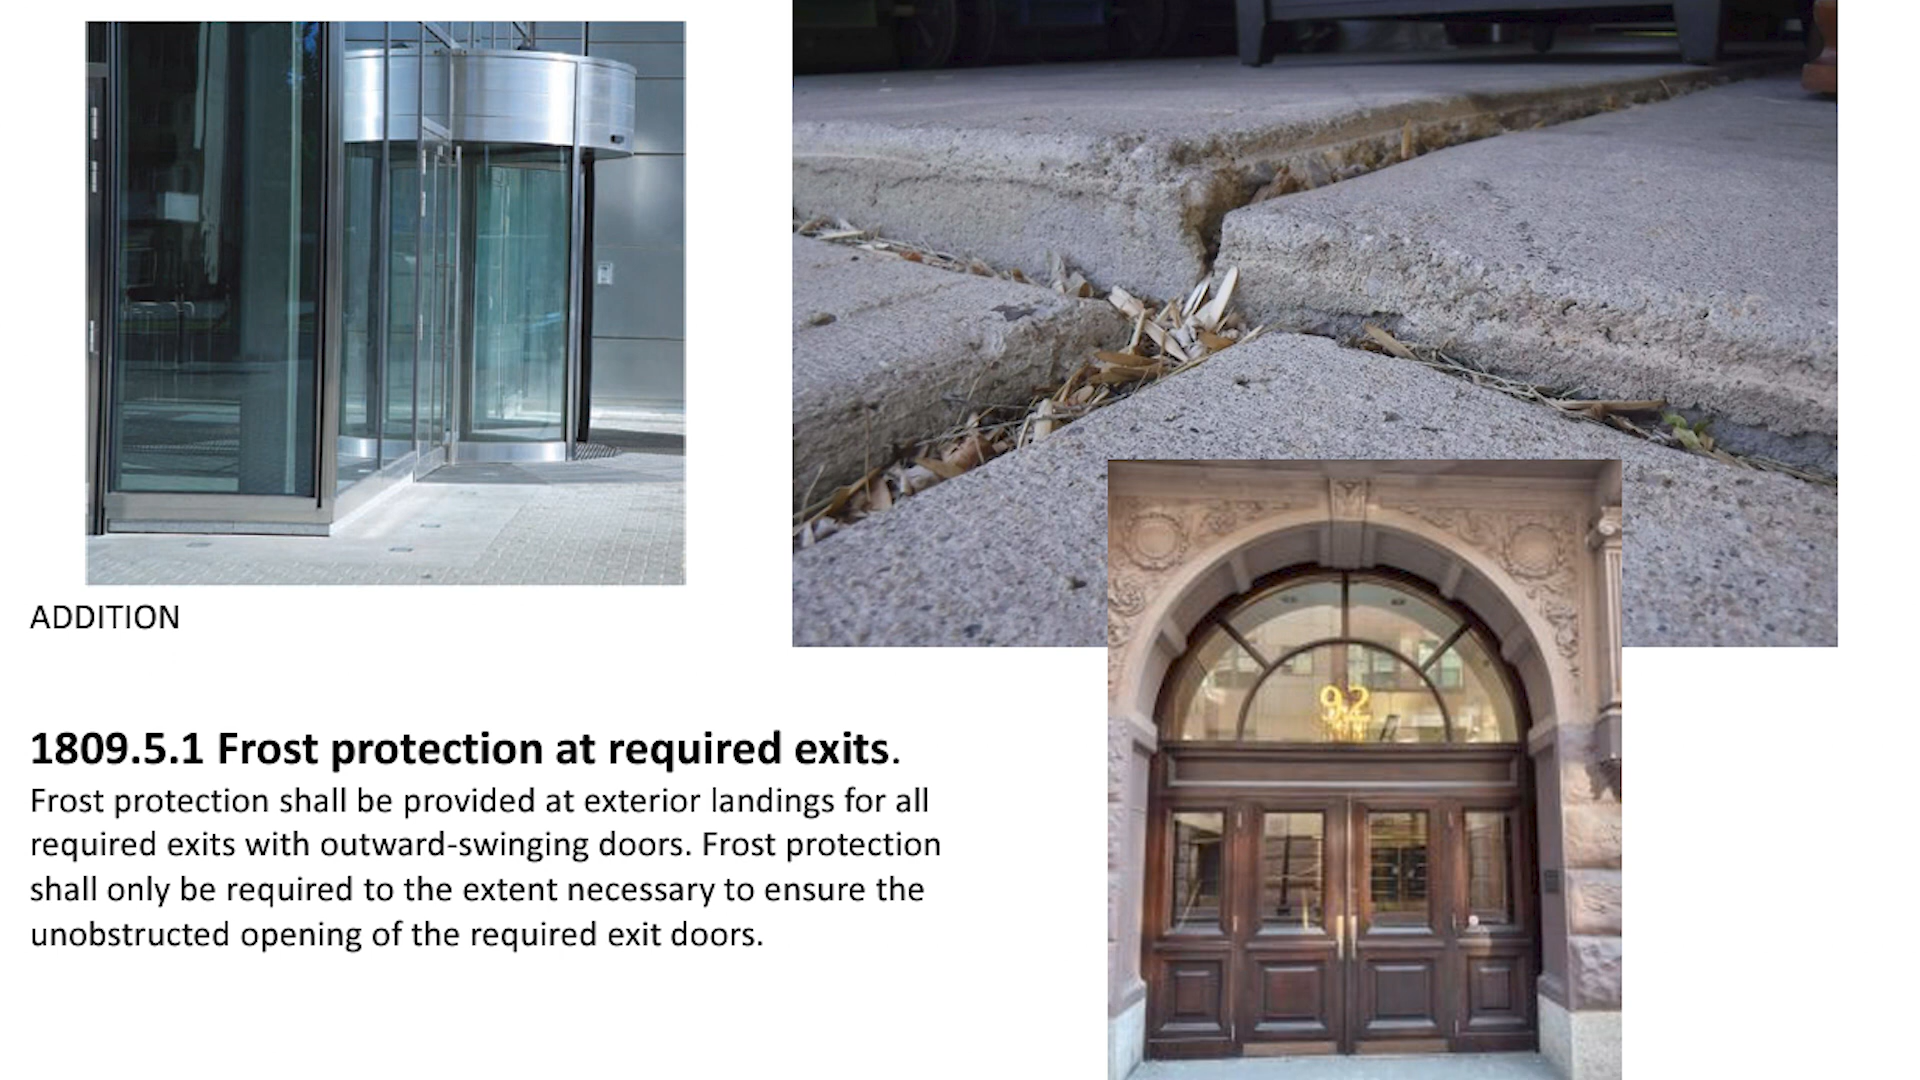 ADDITION
1809.5.1 Frost protection at required exits.
Frost protection shall be provided at exterior landings for all
required exits with outward-swinging doors. Frost protection
shall only be required to the extent necessary to ensure the
unobstructed opening of the required exit doors.
92